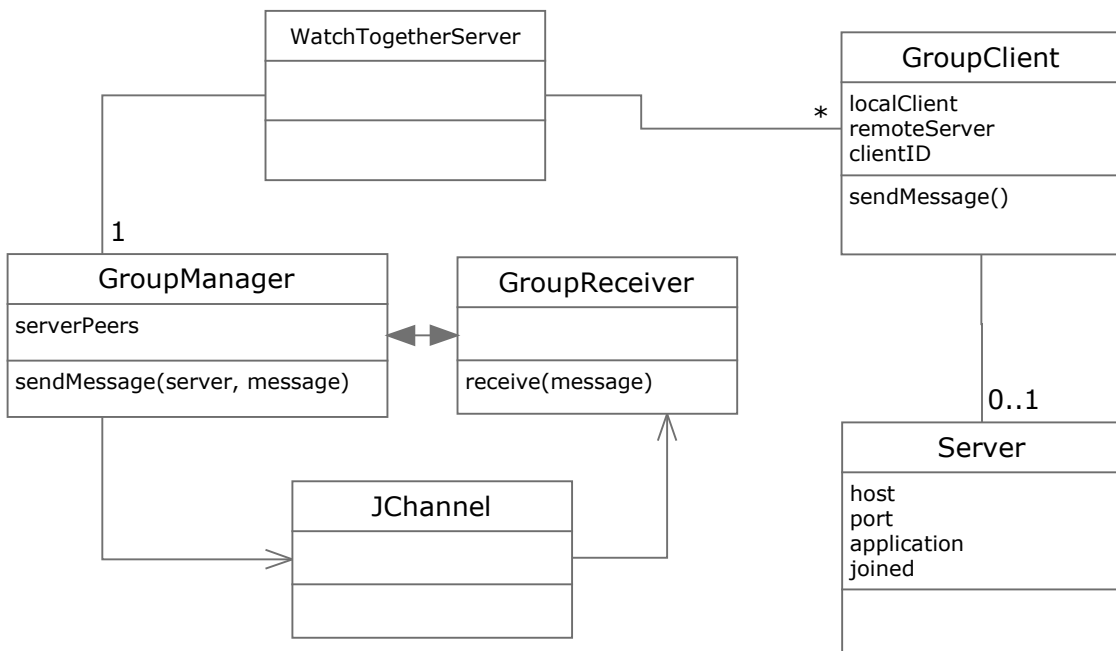 WatchTogetherServer
GroupClient
localClient
remoteServer
clientID
sendMessage()
*
1
GroupManager
serverPeers
sendMessage(server, message)
GroupReceiver
receive(message)
0..1
Server
host
port
application
joined
JChannel